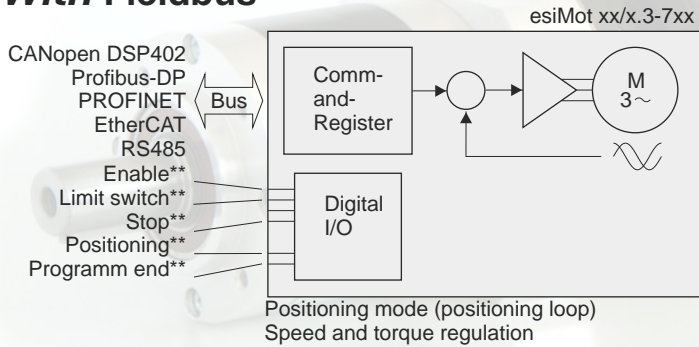 With Fieldbus
esiMot xx/x.3-7xx
CANopen DSP402
Profibus-DP
PROFINET
EtherCAT
RS485
Bus
Comm-
and-
Register
M
3~
Enable**
Limit switch**
Stop**
Positioning**
Programm end**
Digital
I/O
Positioning mode (positioning loop)
Speed and torque regulation